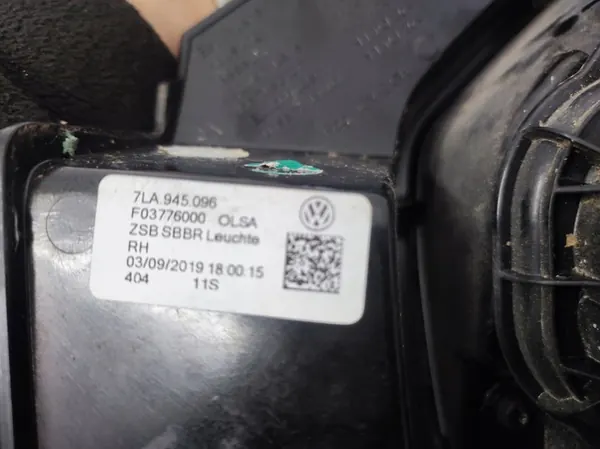 7LA.945.096
F03776000 OLSA
ZSB SBBR Leuchte
RH
03/09/2019 18:00:15
404 11S